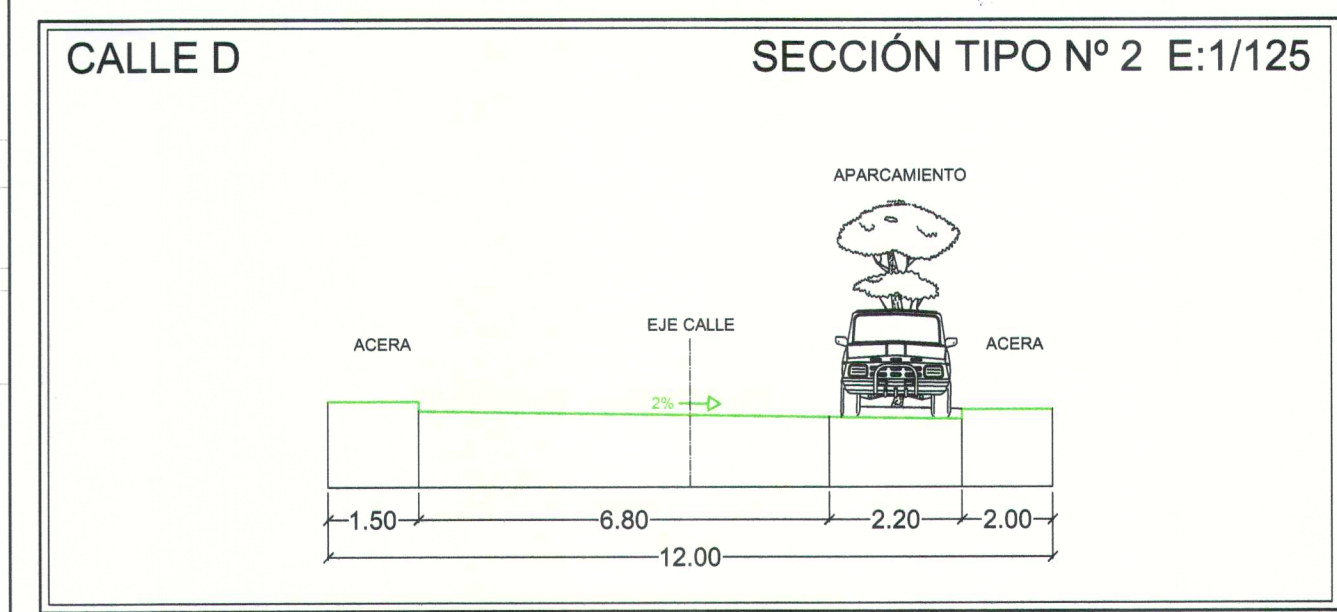 CALLE D
SECCIÓN TIPO Nº 2 E:1/125
APARCAMIENTO
EJE CALLE
ACERA
ACERA
2%
1.50
6.80
2.20
2.00
12.00